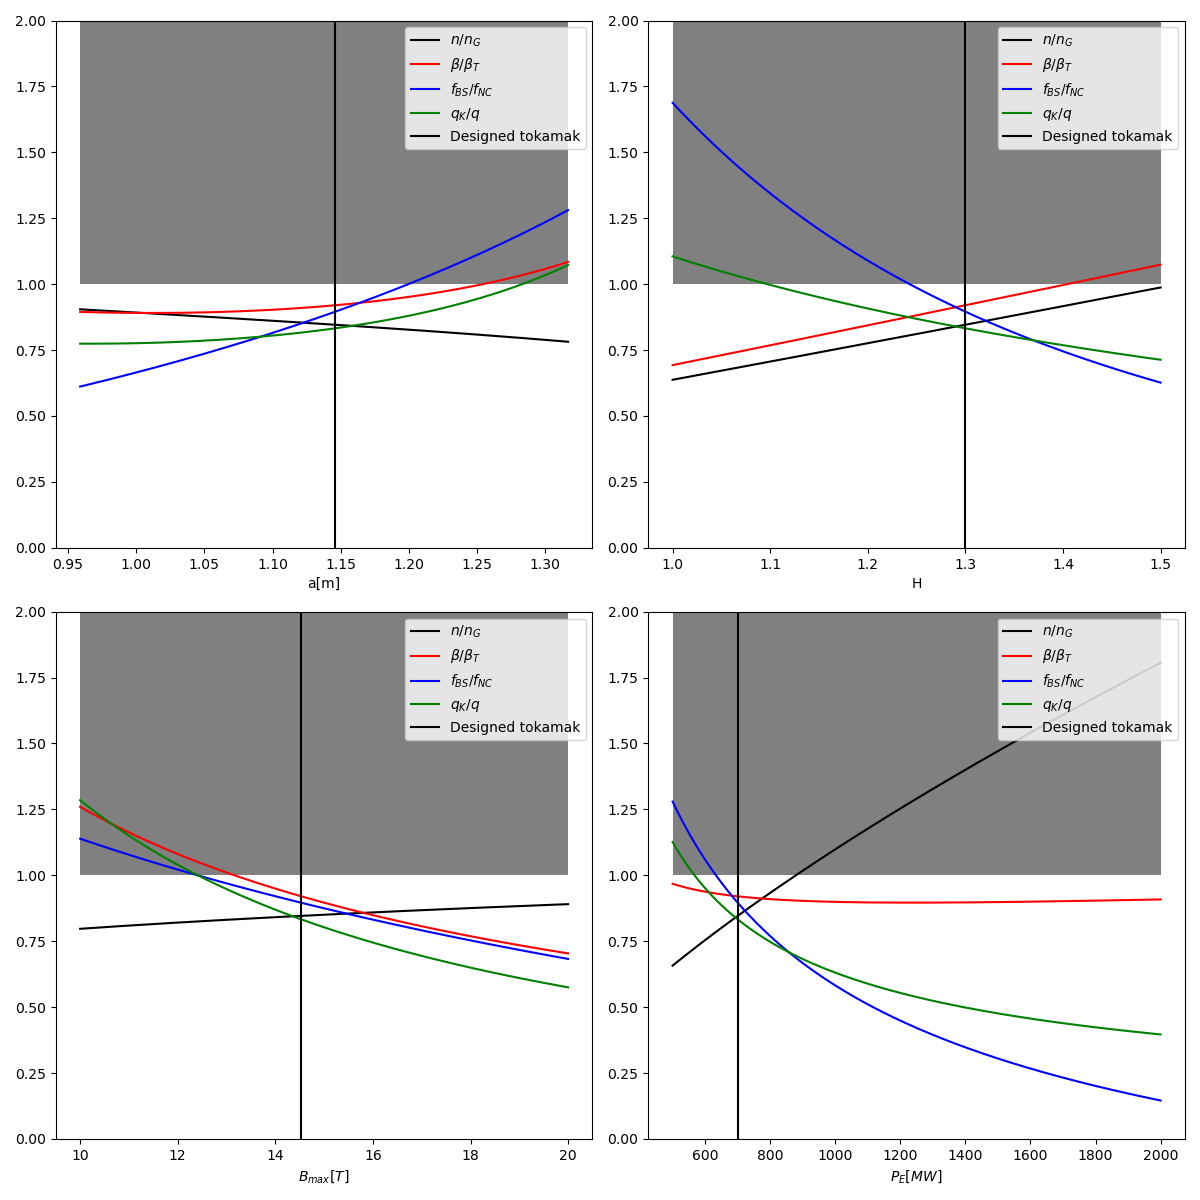 2.00
1.75
1.50
1.25
1.00
0.75
0.50
0.25
0.00
n/n_G
β/β_T
f_BS/f_NC
q_K/q
Designed tokamak
0.95 1.00 1.05 1.10 1.15 1.20 1.25 1.30
a[m]
2.00
1.75
1.50
1.25
1.00
0.75
0.50
0.25
0.00
n/n_G
β/β_T
f_BS/f_NC
q_K/q
Designed tokamak
1.0 1.1 1.2 1.3 1.4 1.5
H
2.00
1.75
1.50
1.25
1.00
0.75
0.50
0.25
0.00
n/n_G
β/β_T
f_BS/f_NC
q_K/q
Designed tokamak
10 12 14 16 18 20
B_max[T]
2.00
1.75
1.50
1.25
1.00
0.75
0.50
0.25
0.00
n/n_G
β/β_T
f_BS/f_NC
q_K/q
Designed tokamak
600 800 1000 1200 1400 1600 1800 2000
P_E[MW]